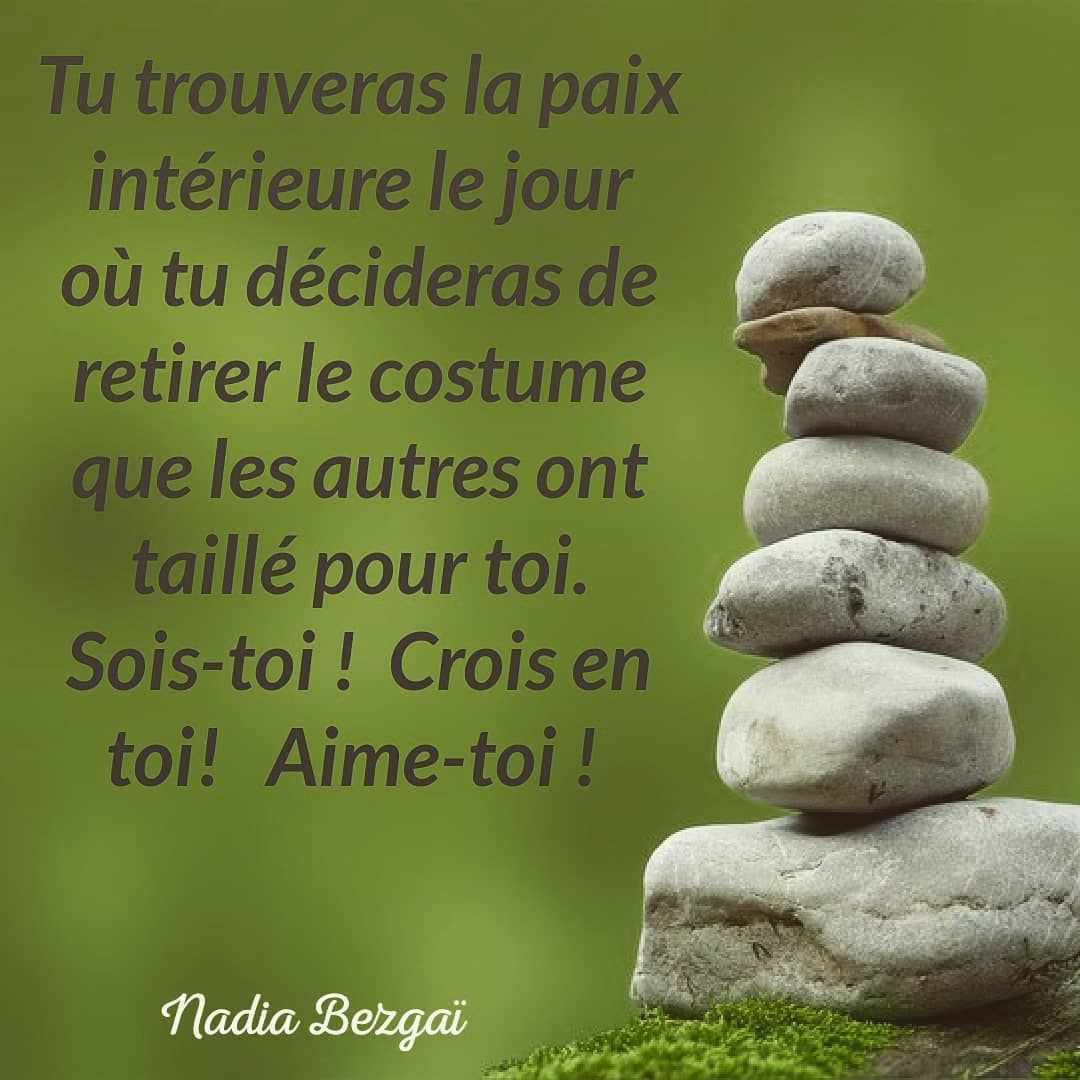 Tu trouveras la paix
intérieure le jour
où tu décideras de
retirer le costume
que les autres ont
taillé pour toi.
Sois-toi !  Crois en
toi!   Aime-toi !
Nadia Bezgaï